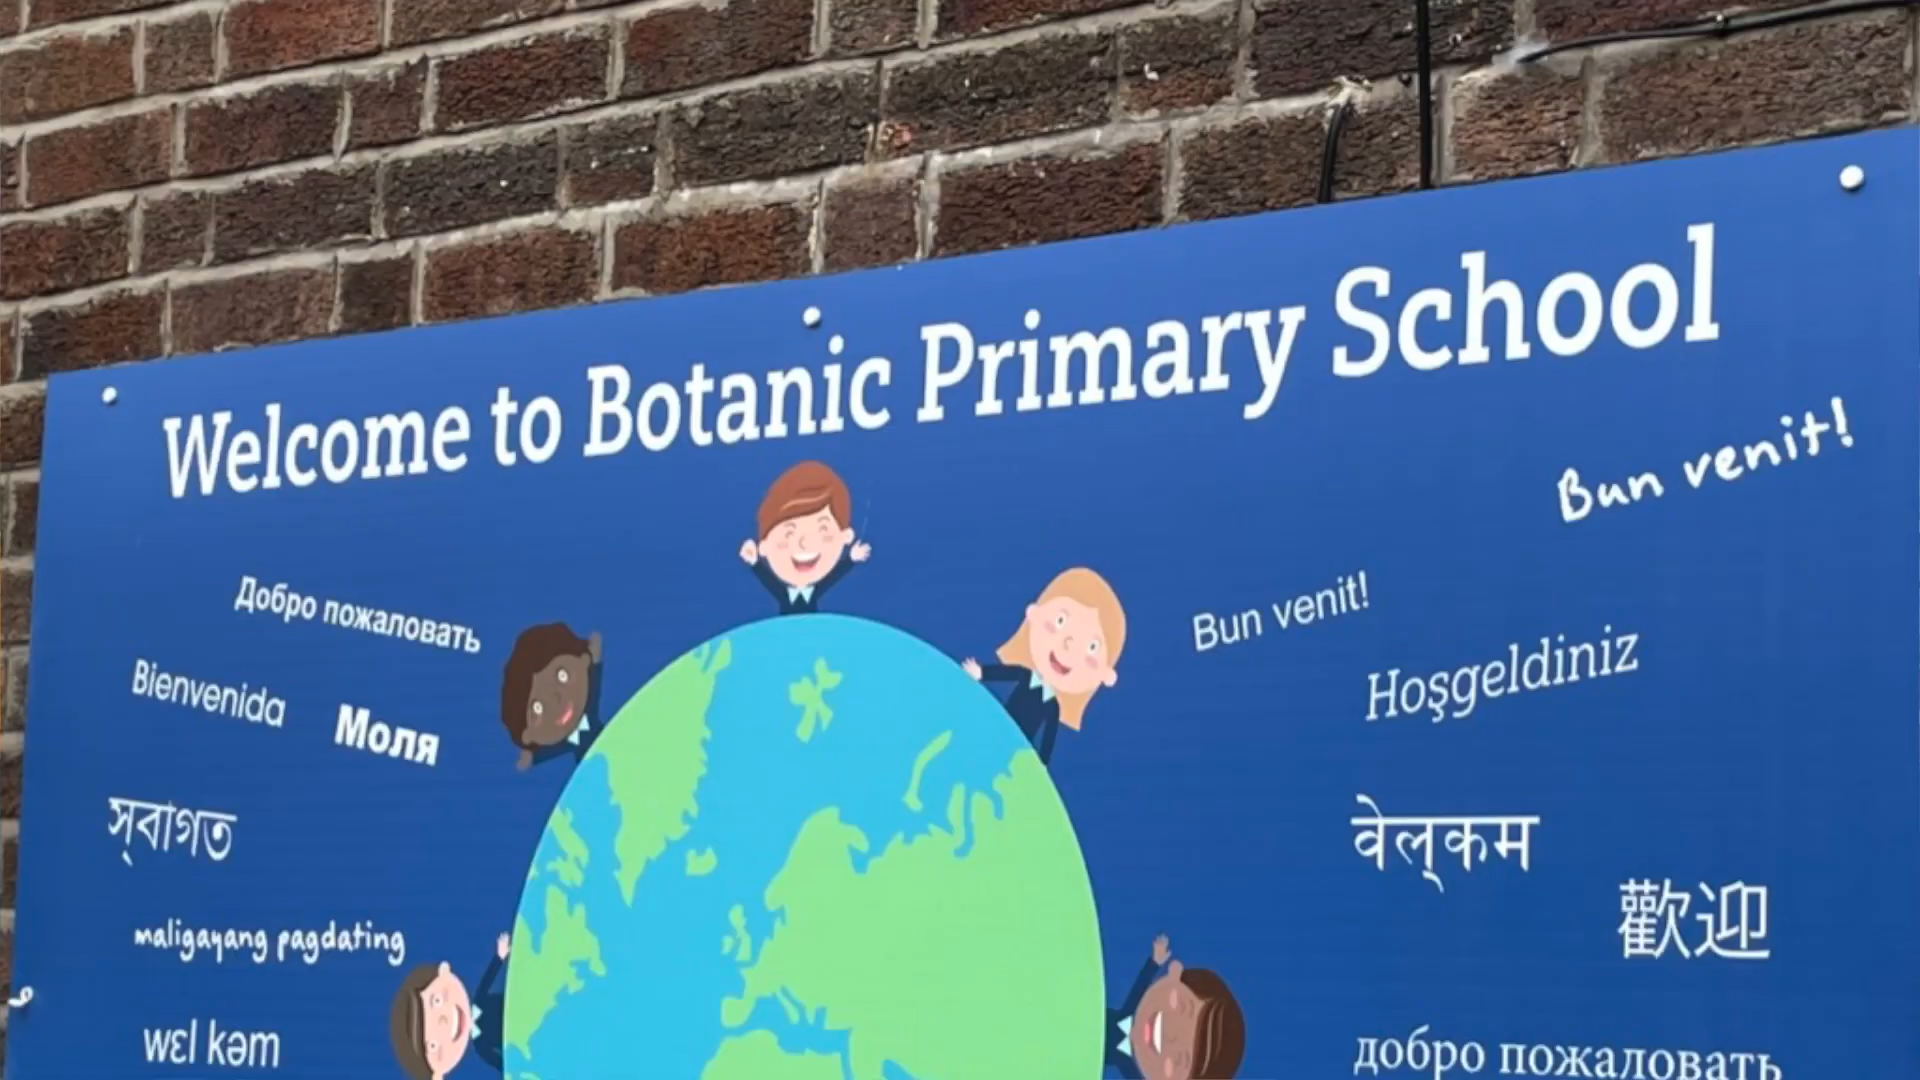 Welcome to Botanic Primary School
Bun venit!
Добро пожаловать
Bun venit!
Bienvenida
Моля
Hoşgeldiniz
স্‌বাগত
वेल्‌कम
歡迎
maligayang pagdating
wɛl kəm
добро пожаловать